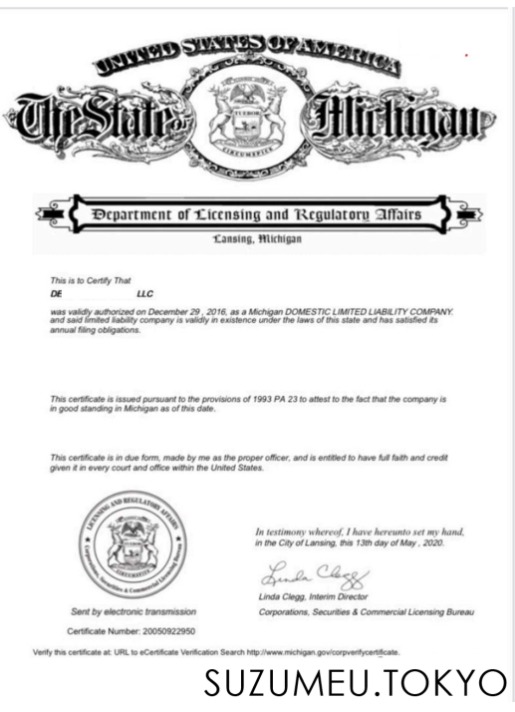 UNITED STATES OF AMERICA
The State of Michigan
TUEBOR
CIRCUMSPICE
Department of Licensing and Regulatory Affairs
Lansing, Michigan
This is to Certify That
DE LLC
was validly authorized on December 29 , 2016, as a Michigan DOMESTIC LIMITED LIABILITY COMPANY.
and said limited liability company is validly in existence under the laws of this state and has satisfied its
annual filing obligations.
This certificate is issued pursuant to the provisions of 1993 PA 23 to attest to the fact that the company is
in good standing in Michigan as of this date.
This certificate is in due form, made by me as the proper officer, and is entitled to have full faith and credit
given it in every court and office within the United States.
LICENSING AND REGULATORY AFFAIRS
Corporations, Securities & Commercial Licensing Bureau
In testimony whereof, I have hereunto set my hand,
in the City of Lansing, this 13th day of May , 2020.
Linda Clegg
Linda Clegg, Interim Director
Sent by electronic transmission
Corporations, Securities & Commercial Licensing Bureau
Certificate Number: 20050922950
Verify this certificate at: URL to eCertificate Verification Search http://www.michigan.gov/corpverifycertificate.
SUZUMEU.TOKYO